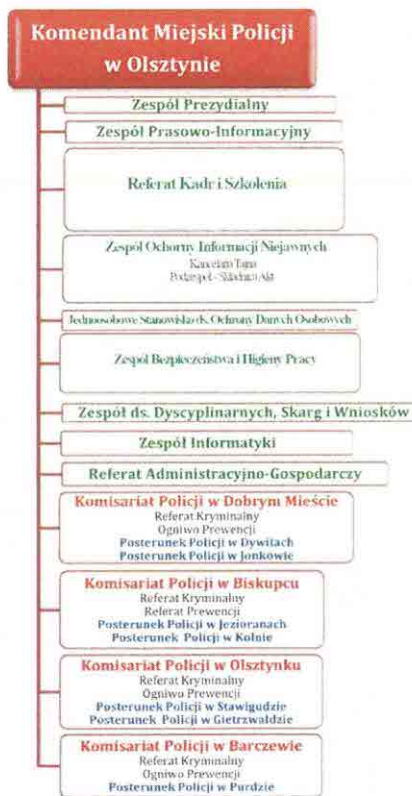 Komendant Miejski Policji
w Olsztynie
Zespół Prezydialny
Zespół Prasowo-Informacyjny
Referat Kadr i Szkolenia
Zespół Ochorny Informacji Niejawnych
Kancelaria Tajna
Podzespół - Składnica Akt
Jednoosobowe Stanowisko ds. Ochrony Danych Osobowych
Zespół Bezpieczeństwa i Higieny Pracy
Zespół ds. Dyscyplinarnych, Skarg i Wniosków
Zespół Informatyki
Referat Administracyjno-Gospodarczy
Komisariat Policji w Dobrym Mieście
Referat Kryminalny
Ogniwo Prewencji
Posterunek Policji w Dywitach
Posterunek Policji w Jonkowie
Komisariat Policji w Biskupcu
Referat Kryminalny
Referat Prewencji
Posterunek Policji w Jezioranach
Posterunek Policji w Kolnie
Komisariat Policji w Olsztynku
Referat Kryminalny
Ogniwo Prewencji
Posterunek Policji w Stawigudzie
Posterunek Policji w Gietrzwałdzie
Komisariat Policji w Barczewie
Referat Kryminalny
Ogniwo Prewencji
Posterunek Policji w Purdzie